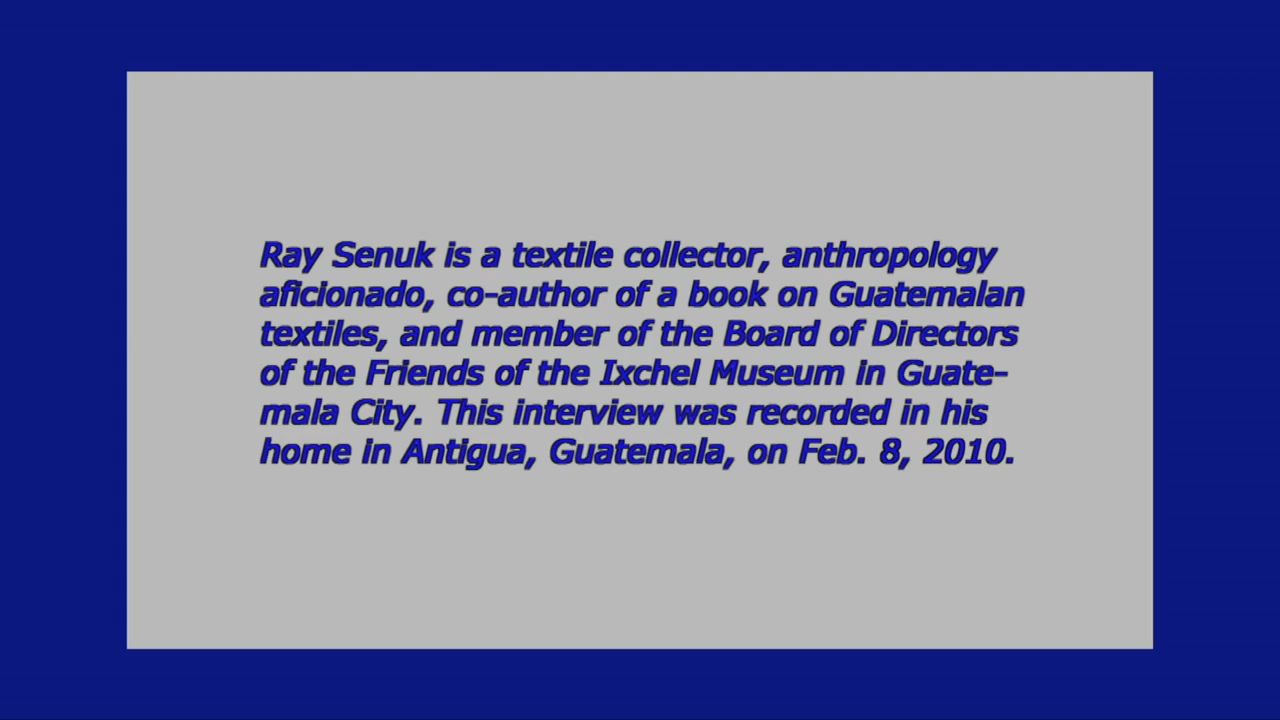 Ray Senuk is a textile collector, anthropology
aficionado, co-author of a book on Guatemalan
textiles, and member of the Board of Directors
of the Friends of the Ixchel Museum in Guate-
mala City. This interview was recorded in his
home in Antigua, Guatemala, on Feb. 8, 2010.